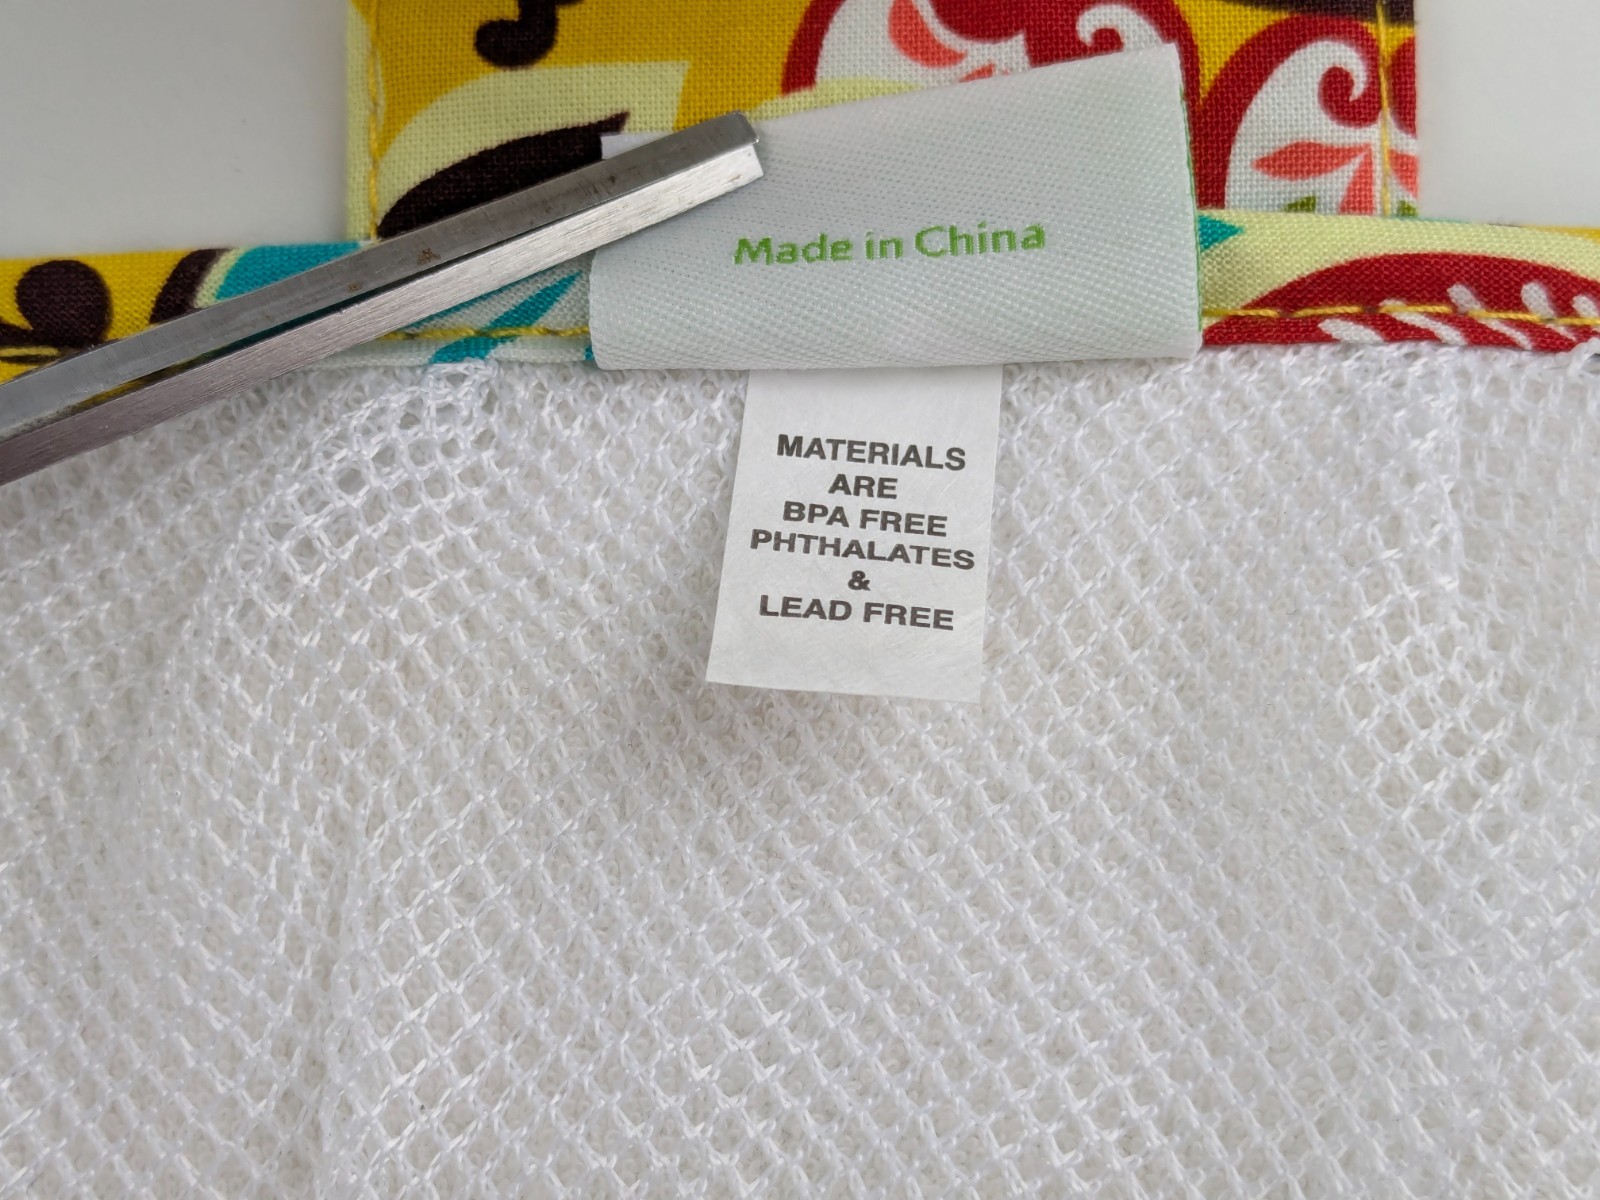 Made in China
MATERIALS
ARE
BPA FREE
PHTHALATES
&
LEAD FREE